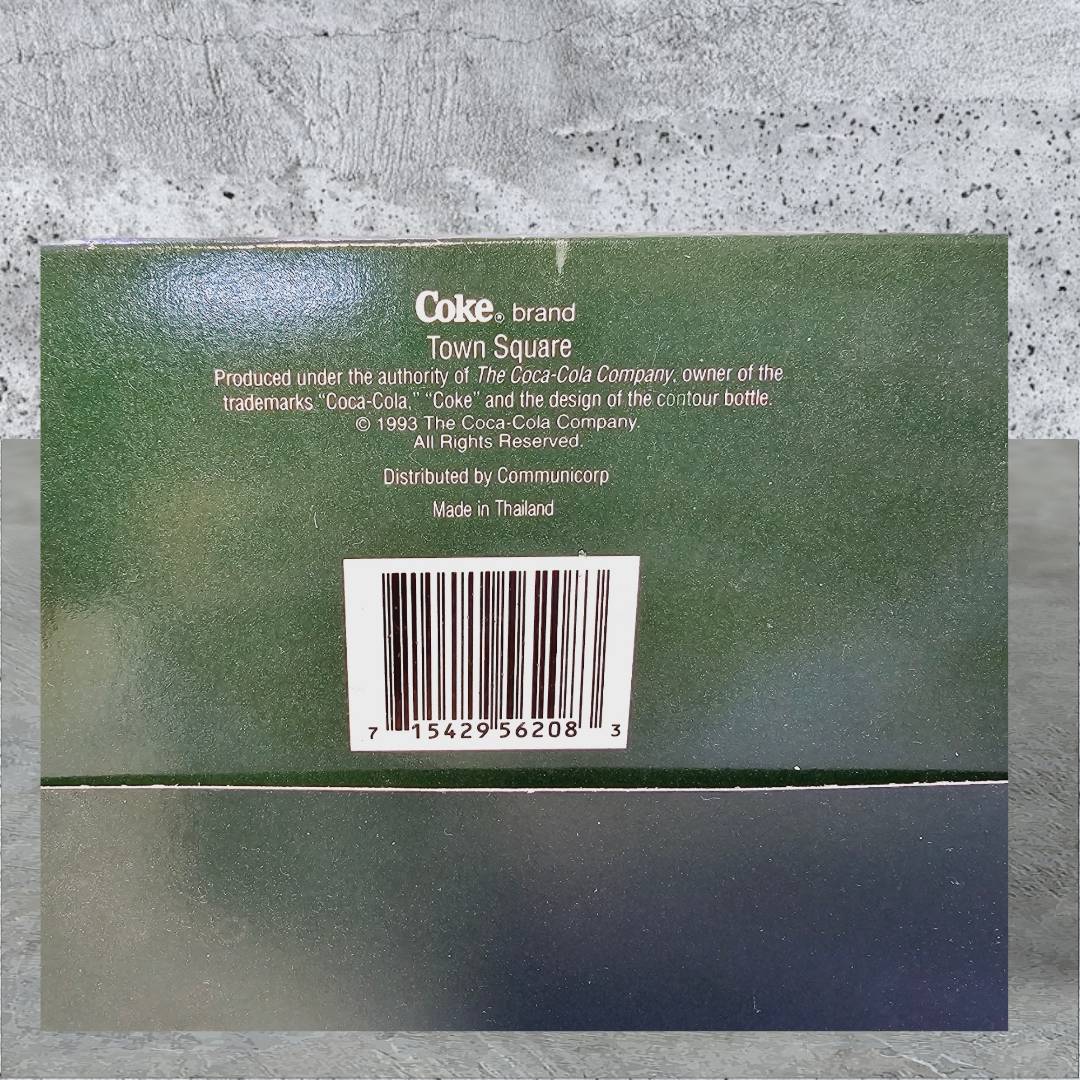 Coke® brand
Town Square
Produced under the authority of The Coca-Cola Company, owner of the
trademarks "Coca-Cola," "Coke" and the design of the contour bottle.
© 1993 The Coca-Cola Company.
All Rights Reserved.
Distributed by Communicorp
Made in Thailand
7 15429 56208 3